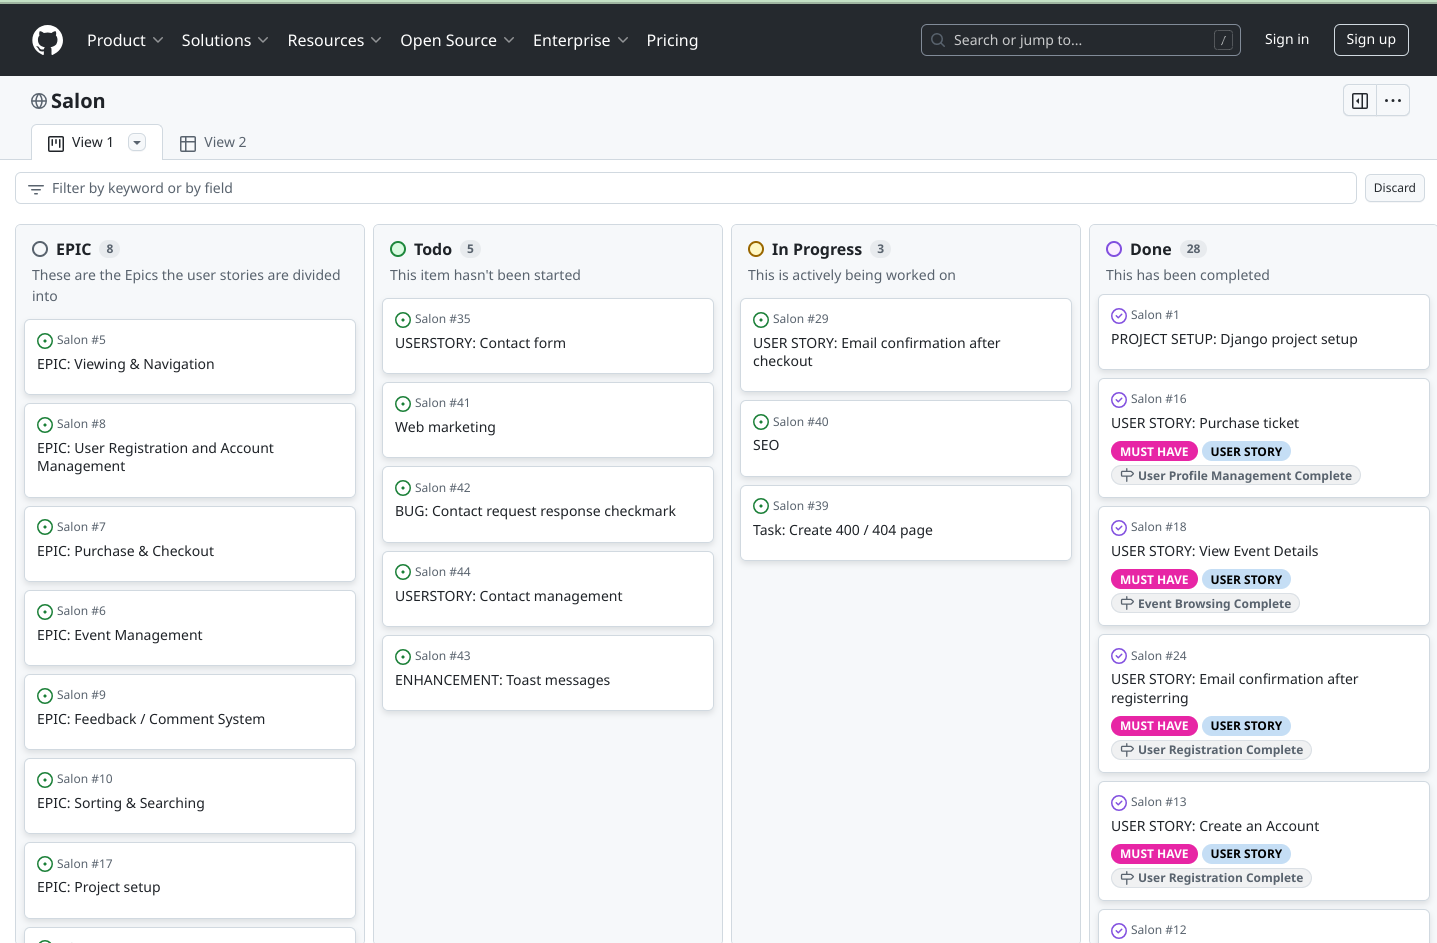 Product
Solutions
Resources
Open Source
Enterprise
Pricing
Search or jump to...
/
Sign in
Sign up
Salon
View 1
View 2
Filter by keyword or by field
Discard
EPIC 8
These are the Epics the user stories are divided
into
Salon #5
EPIC: Viewing & Navigation
Salon #8
EPIC: User Registration and Account
Management
Salon #7
EPIC: Purchase & Checkout
Salon #6
EPIC: Event Management
Salon #9
EPIC: Feedback / Comment System
Salon #10
EPIC: Sorting & Searching
Salon #17
EPIC: Project setup
Todo 5
This item hasn't been started
Salon #35
USERSTORY: Contact form
Salon #41
Web marketing
Salon #42
BUG: Contact request response checkmark
Salon #44
USERSTORY: Contact management
Salon #43
ENHANCEMENT: Toast messages
In Progress 3
This is actively being worked on
Salon #29
USER STORY: Email confirmation after
checkout
Salon #40
SEO
Salon #39
Task: Create 400 / 404 page
Done 28
This has been completed
Salon #1
PROJECT SETUP: Django project setup
Salon #16
USER STORY: Purchase ticket
MUST HAVE USER STORY
User Profile Management Complete
Salon #18
USER STORY: View Event Details
MUST HAVE USER STORY
Event Browsing Complete
Salon #24
USER STORY: Email confirmation after
registerring
MUST HAVE USER STORY
User Registration Complete
Salon #13
USER STORY: Create an Account
MUST HAVE USER STORY
User Registration Complete
Salon #12